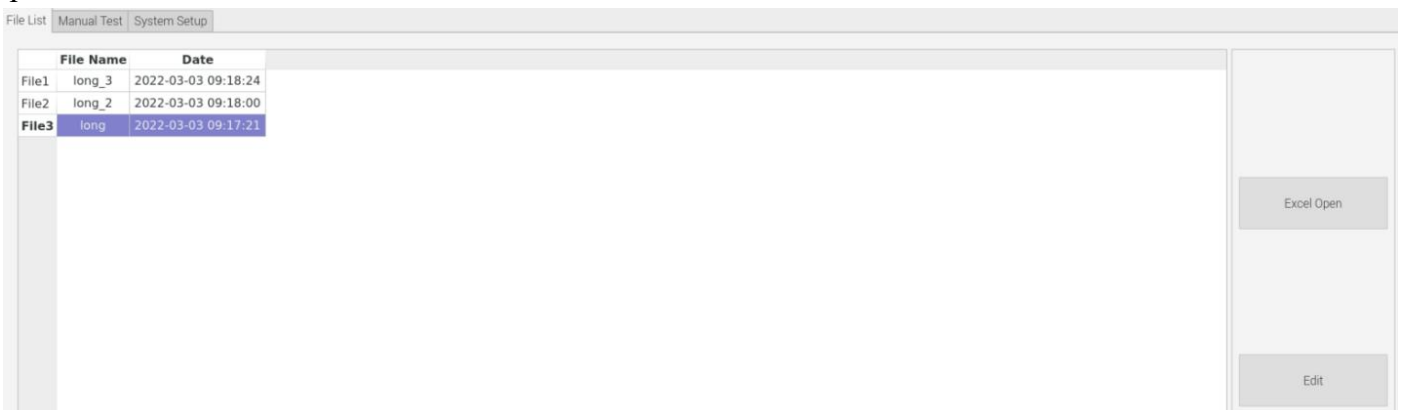 File List Manual Test System Setup
File Name Date
File1 long_3 2022-03-03 09:18:24
File2 long_2 2022-03-03 09:18:00
File3 long 2022-03-03 09:17:21
Excel Open
Edit